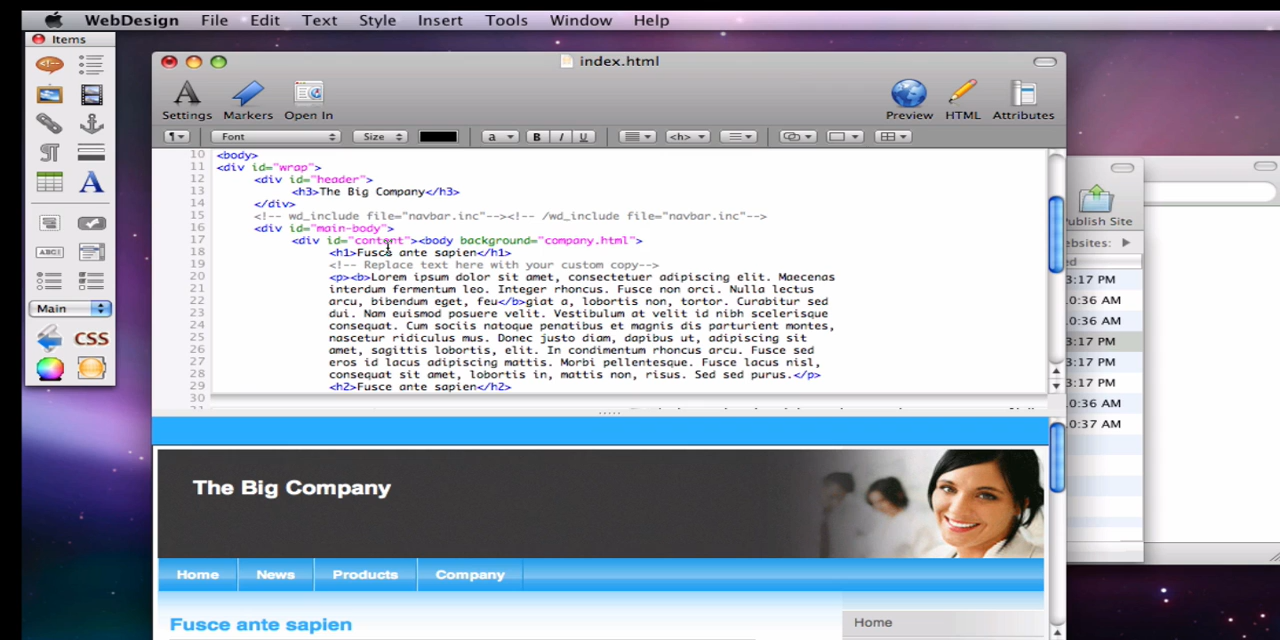 WebDesign File Edit Text Style Insert Tools Window Help
Items
index.html
Settings Markers Open In Preview HTML Attributes
Font Size a B I U <h>
10 <body>
11 <div id="wrap">
12 <div id="header">
13 <h3>The Big Company</h3>
14 </div>
15 <!-- wd_include file="navbar.inc"--><!-- /wd_include file="navbar.inc"-->
16 <div id="main-body">
17 <div id="content"><body background="company.html">
18 <h1>Fusce ante sapien</h1>
19 <!-- Replace text here with your custom copy-->
20 <p><b>Lorem ipsum dolor sit amet, consectetuer adipiscing elit. Maecenas
21 interdum fermentum leo. Integer rhoncus. Fusce non orci. Nulla lectus
22 arcu, bibendum eget, feu</b>giat a, lobortis non, tortor. Curabitur sed
23 dui. Nam euismod posuere velit. Vestibulum at velit id nibh scelerisque
24 consequat. Cum sociis natoque penatibus et magnis dis parturient montes,
25 nascetur ridiculus mus. Donec justo diam, dapibus ut, adipiscing sit
26 amet, sagittis lobortis, elit. In condimentum rhoncus arcu. Fusce sed
27 eros id lacus adipiscing mattis. Morbi pellentesque. Fusce lacus nisl,
28 consequat sit amet, lobortis in, mattis non, risus. Sed sed purus.</p>
29 <h2>Fusce ante sapien</h2>
30
ABC
Main
CSS
ublish Site
ebsites:
ed
3:17 PM
0:36 AM
0:36 AM
3:17 PM
3:17 PM
3:17 PM
0:36 AM
0:37 AM
The Big Company
Home News Products Company
Fusce ante sapien
Home